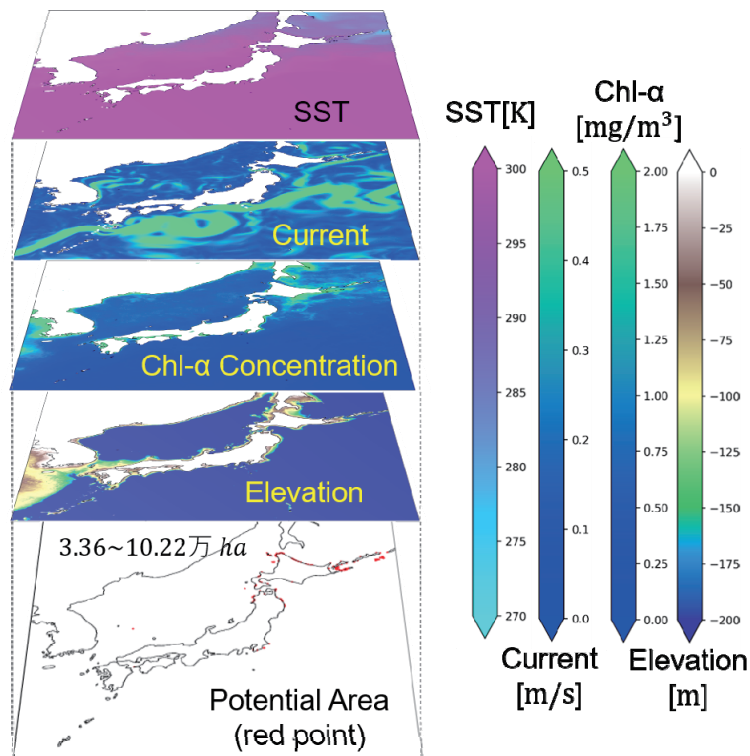 SST
Current
Chl-α Concentration
Elevation
3.36~10.22万 ha
Potential Area
(red point)
SST[K]
Chl-α
[mg/m³]
300
295
290
285
280
275
270
0.5
0.4
0.3
0.2
0.1
0.0
2.00
1.75
1.50
1.25
1.00
0.75
0.50
0.25
0.00
0
−25
−50
−75
−100
−125
−150
−175
−200
Current
[m/s]
Elevation
[m]